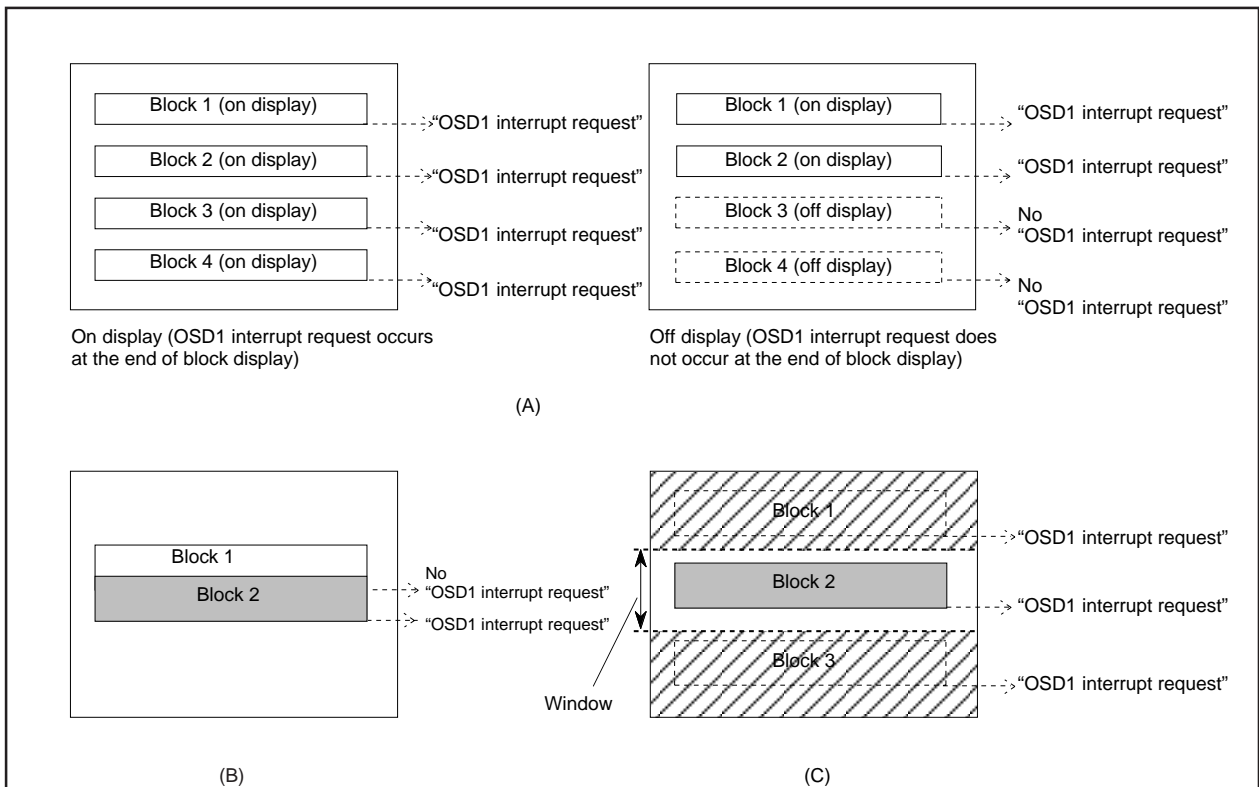 Block 1 (on display)
“OSD1 interrupt request”
Block 2 (on display)
“OSD1 interrupt request”
Block 3 (on display)
“OSD1 interrupt request”
Block 4 (on display)
“OSD1 interrupt request”
On display (OSD1 interrupt request occurs
at the end of block display)
Block 1 (on display)
“OSD1 interrupt request”
Block 2 (on display)
“OSD1 interrupt request”
Block 3 (off display)
No
“OSD1 interrupt request”
Block 4 (off display)
No
“OSD1 interrupt request”
Off display (OSD1 interrupt request does
not occur at the end of block display)
(A)
Block 1
Block 2
No
“OSD1 interrupt request”
“OSD1 interrupt request”
(B)
Block 1
“OSD1 interrupt request”
Block 2
“OSD1 interrupt request”
Block 3
“OSD1 interrupt request”
Window
(C)